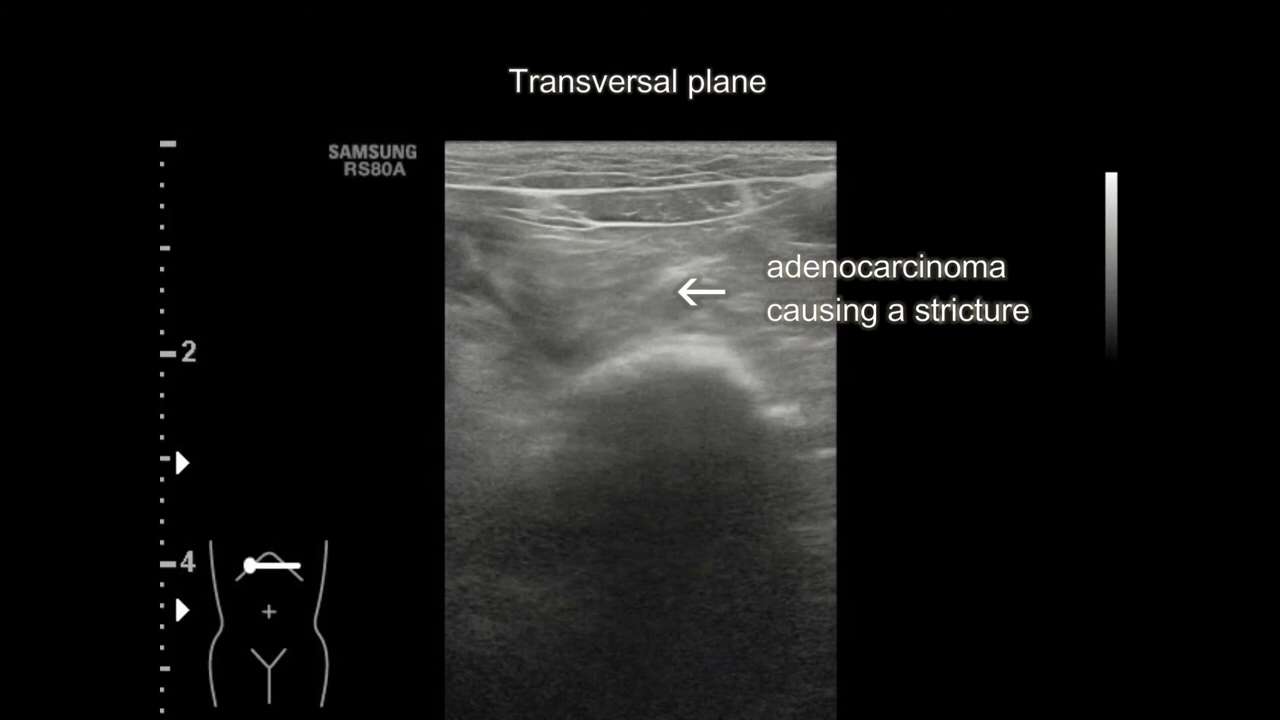 Transversal plane
SAMSUNG
RS80A
adenocarcinoma
causing a stricture
2
4